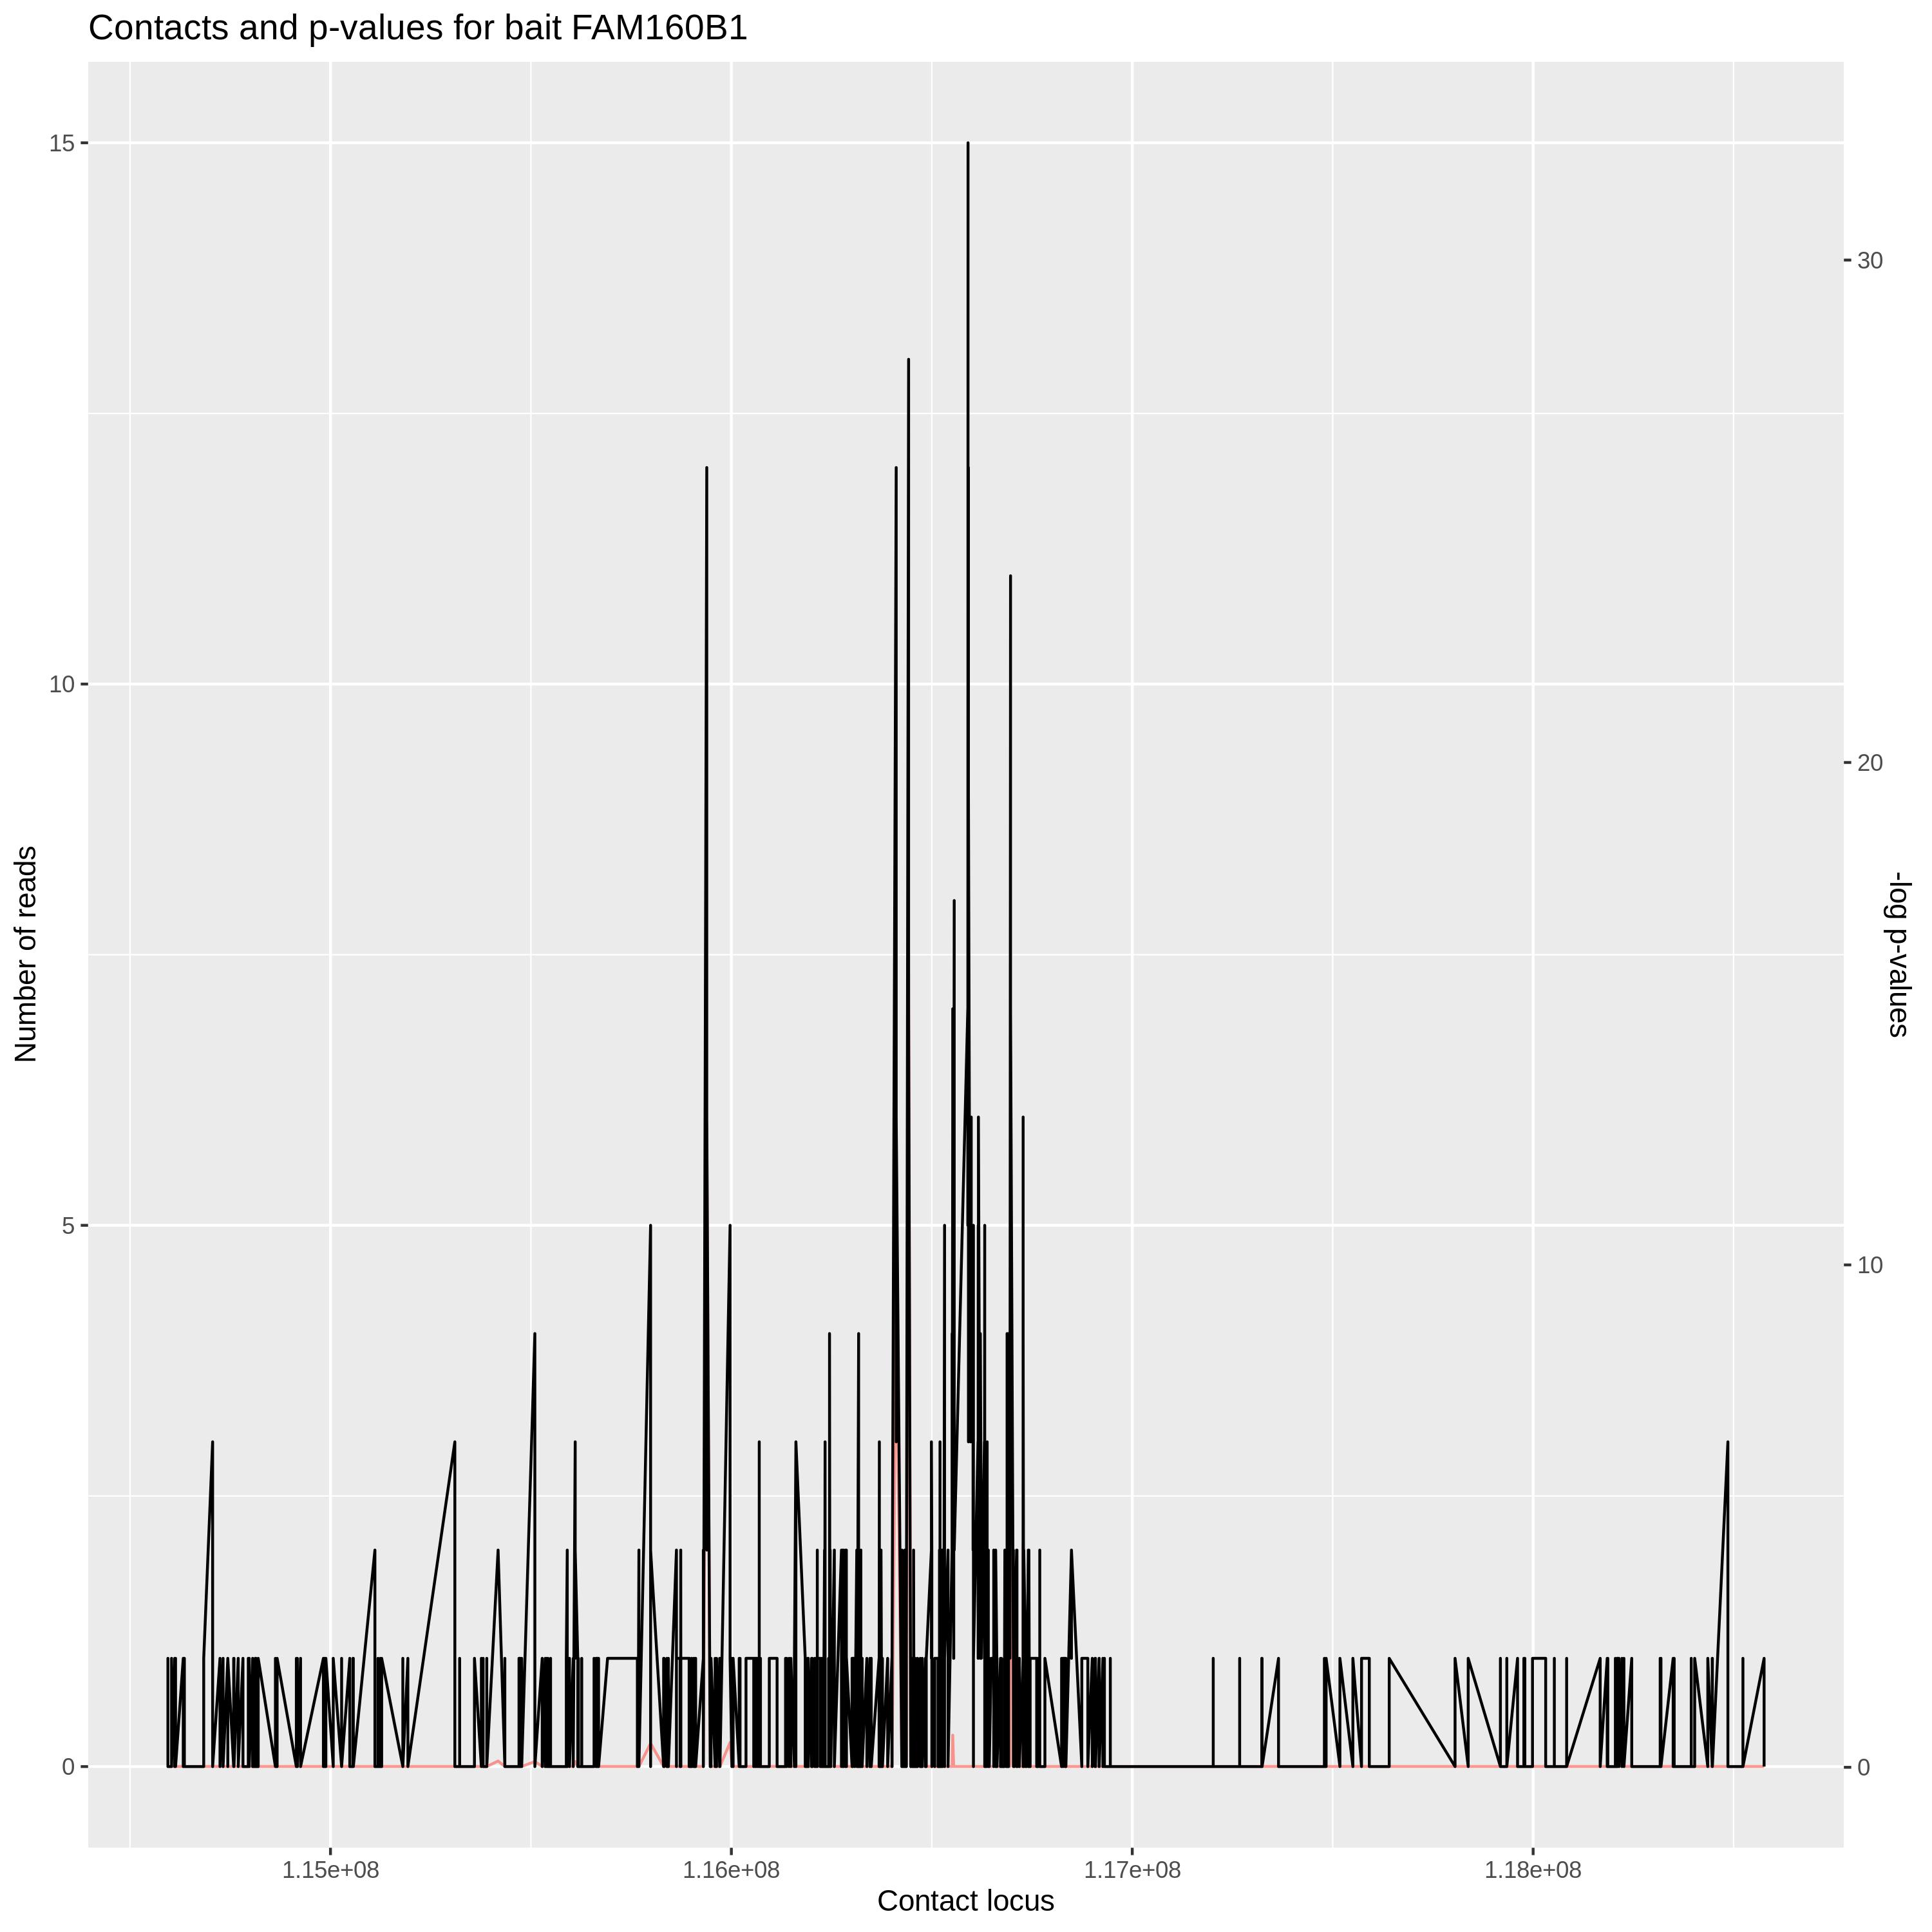 Contacts and p-values for bait FAM160B1
15
10
5
0
Number of reads
30
20
10
0
-log p-values
1.15e+08
1.16e+08
1.17e+08
1.18e+08
Contact locus